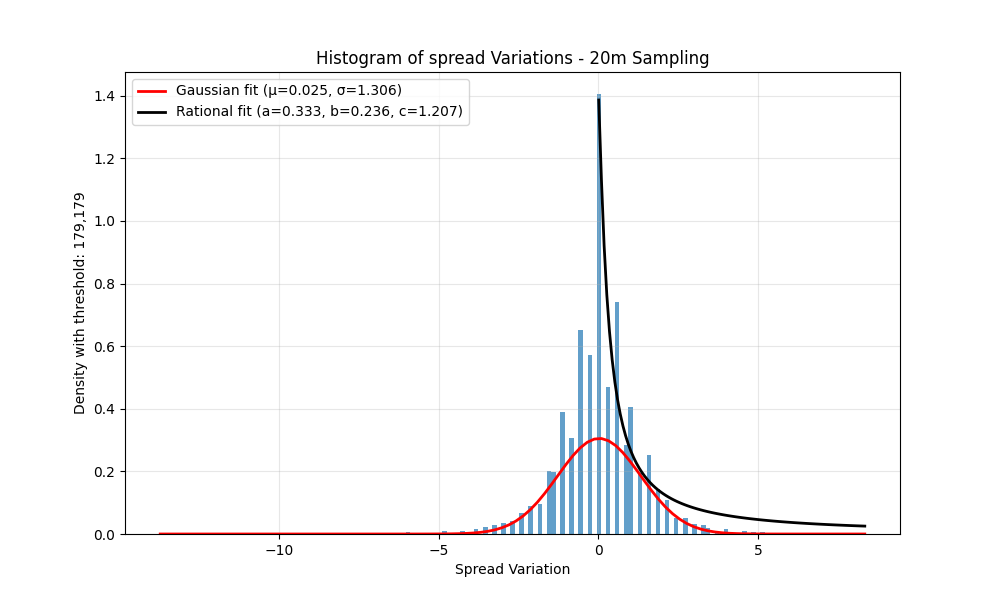 Histogram of spread Variations - 20m Sampling
Gaussian fit (μ=0.025, σ=1.306)
Rational fit (a=0.333, b=0.236, c=1.207)
Density with threshold: 179,179
1.4
1.2
1.0
0.8
0.6
0.4
0.2
0.0
−10
−5
0
5
Spread Variation